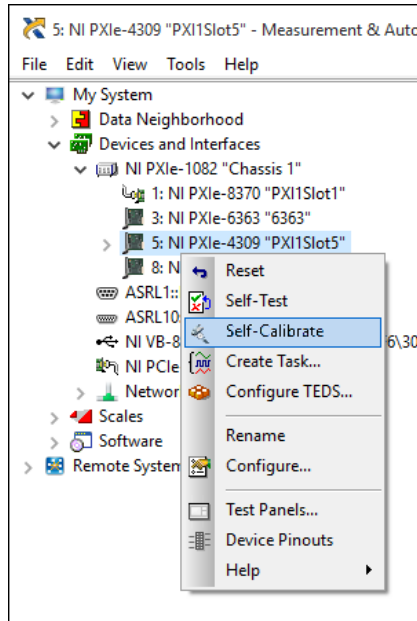 5: NI PXIe-4309 "PXI1Slot5" - Measurement & Auto
File Edit View Tools Help
My System
Data Neighborhood
Devices and Interfaces
NI PXIe-1082 "Chassis 1"
1: NI PXIe-8370 "PXI1Slot1"
3: NI PXIe-6363 "6363"
5: NI PXIe-4309 "PXI1Slot5"
8: N
Reset
ASRL1::
Self-Test
ASRL10
Self-Calibrate
NI VB-8
6\30
NI PCIe
Create Task...
Networ
Configure TEDS...
Scales
Rename
Software
Remote System
Configure...
Test Panels...
Device Pinouts
Help